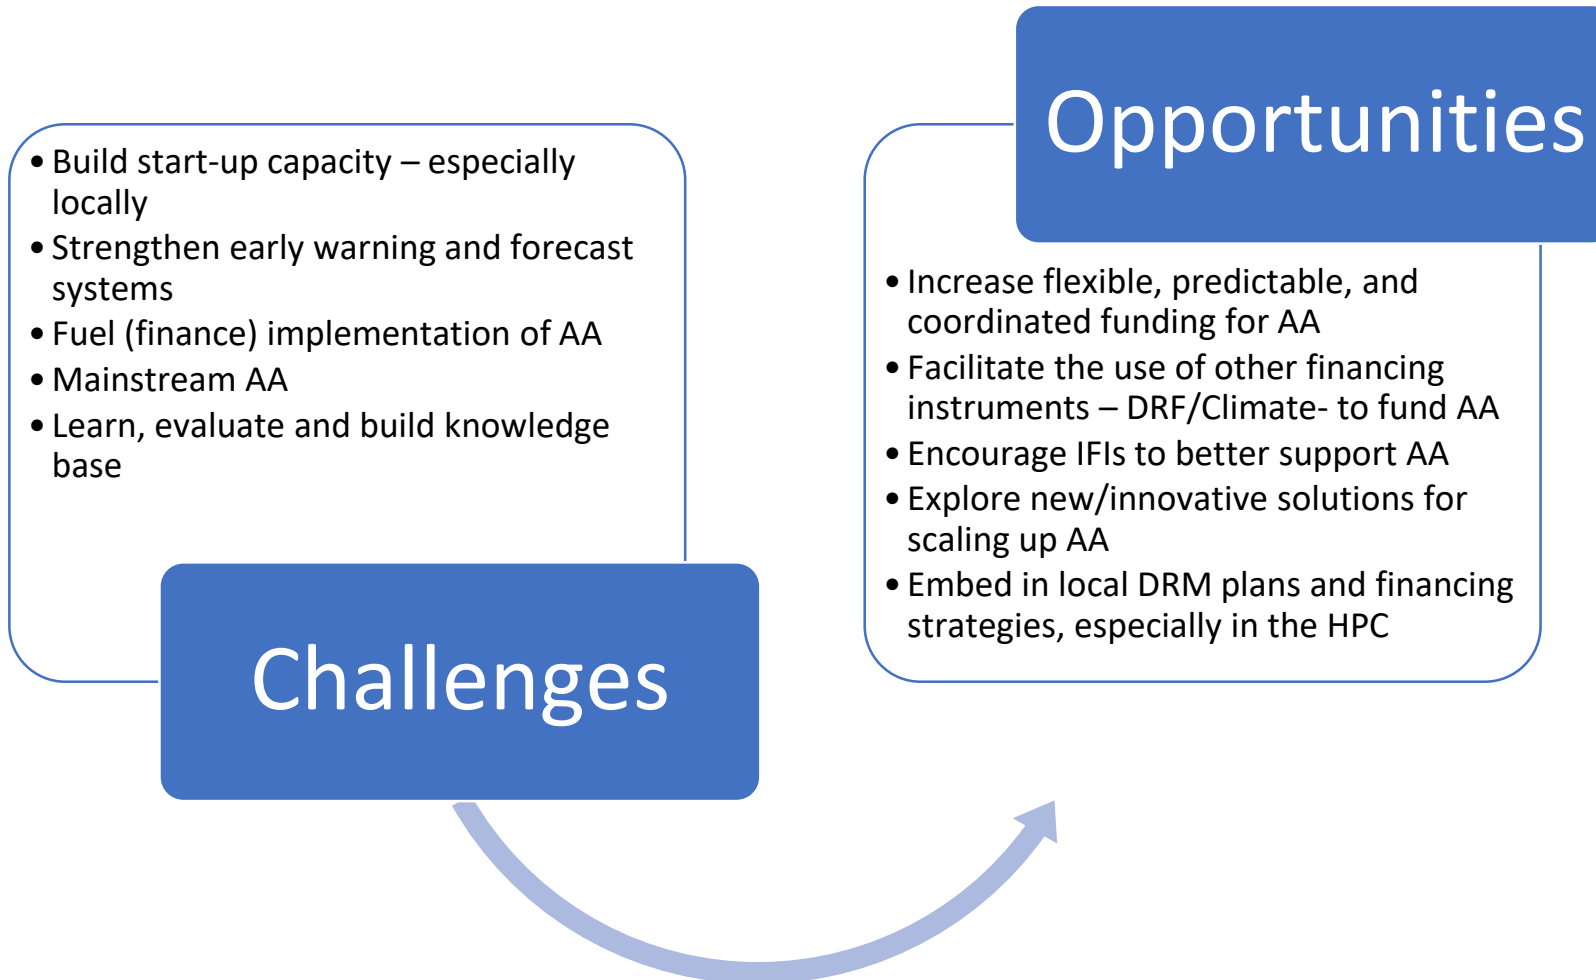 • Build start-up capacity – especially
locally
• Strengthen early warning and forecast
systems
• Fuel (finance) implementation of AA
• Mainstream AA
• Learn, evaluate and build knowledge
base
Challenges
Opportunities
• Increase flexible, predictable, and
coordinated funding for AA
• Facilitate the use of other financing
instruments – DRF/Climate- to fund AA
• Encourage IFIs to better support AA
• Explore new/innovative solutions for
scaling up AA
• Embed in local DRM plans and financing
strategies, especially in the HPC